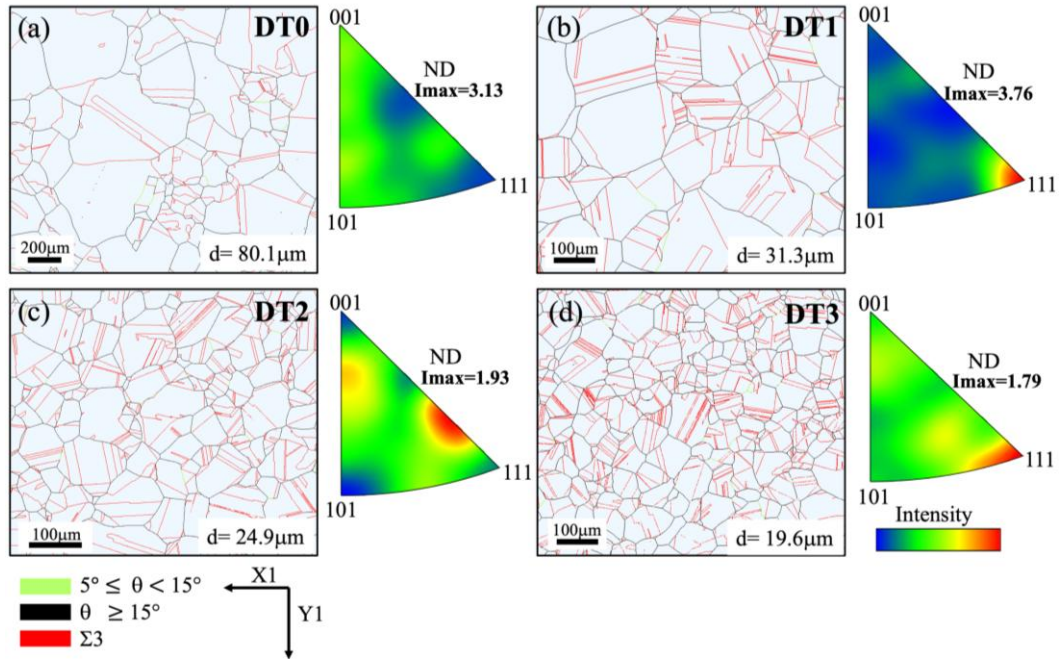 (a) DT0
200μm
d= 80.1μm
001
ND
Imax=3.13
111
101
(b) DT1
100μm
d= 31.3μm
001
ND
Imax=3.76
111
101
(c) DT2
100μm
d= 24.9μm
001
ND
Imax=1.93
111
101
(d) DT3
100μm
d= 19.6μm
001
ND
Imax=1.79
111
101
Intensity
5° ≤ θ < 15°
θ ≥ 15°
Σ3
X1
Y1